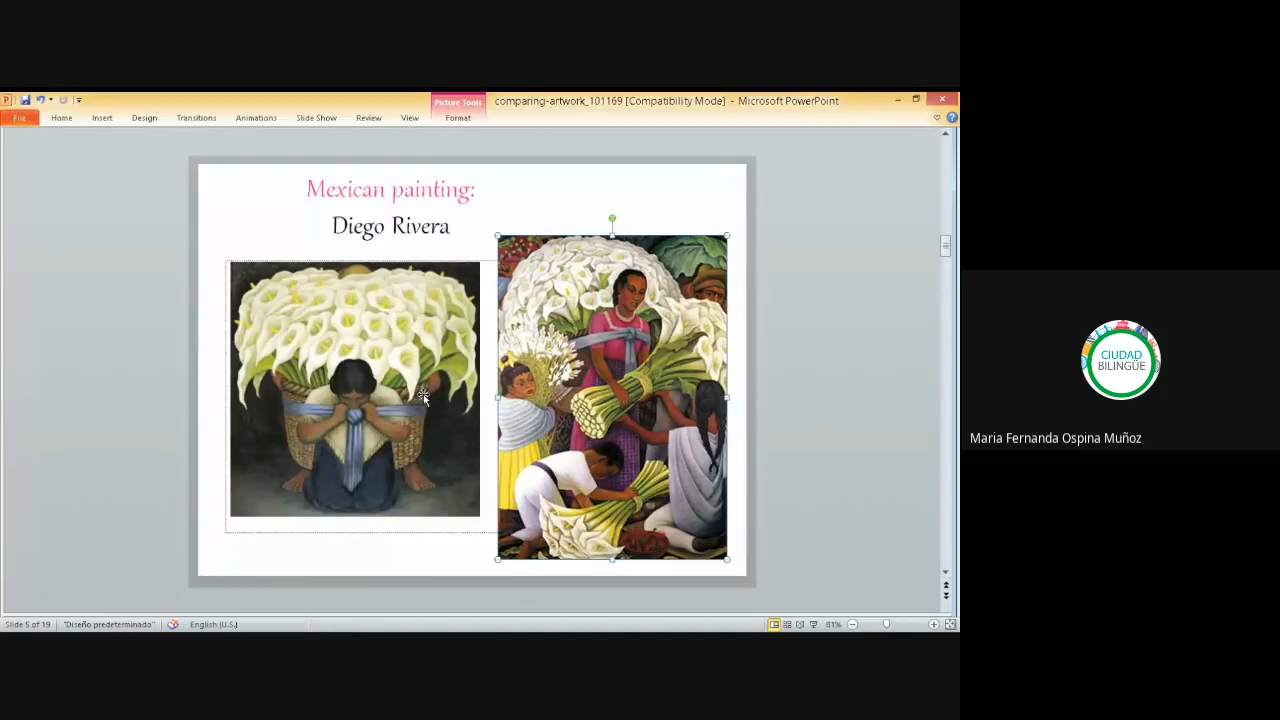 Picture Tools
comparing-artwork_101169 [Compatibility Mode] - Microsoft PowerPoint
File Home Insert Design Transitions Animations Slide Show Review View Format
Mexican painting:
Diego Rivera
CIUDAD
BILINGÜE
Maria Fernanda Ospina Muñoz
Slide 5 of 19 "Diseño predeterminado" English (U.S.) 61%